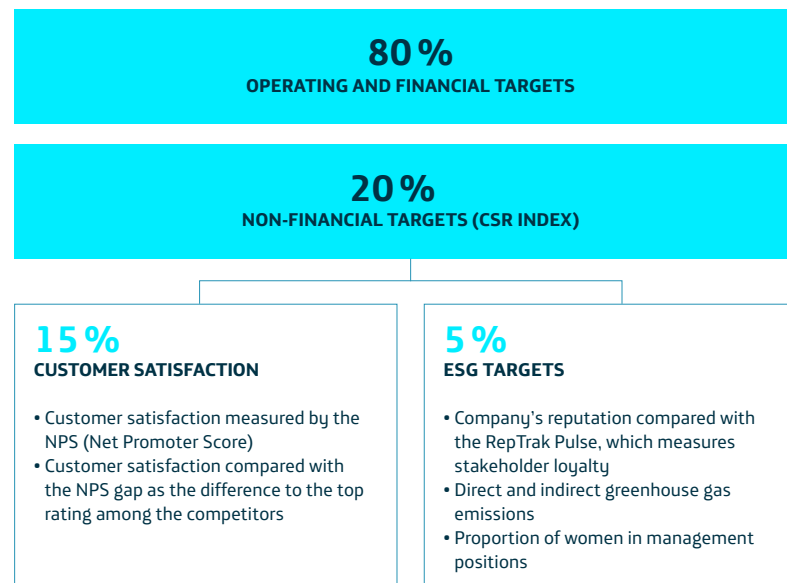 80 %
OPERATING AND FINANCIAL TARGETS
20 %
NON-FINANCIAL TARGETS (CSR INDEX)
15 %
CUSTOMER SATISFACTION
• Customer satisfaction measured by the
NPS (Net Promoter Score)
• Customer satisfaction compared with
the NPS gap as the difference to the top
rating among the competitors
5 %
ESG TARGETS
• Company’s reputation compared with
the RepTrak Pulse, which measures
stakeholder loyalty
• Direct and indirect greenhouse gas
emissions
• Proportion of women in management
positions